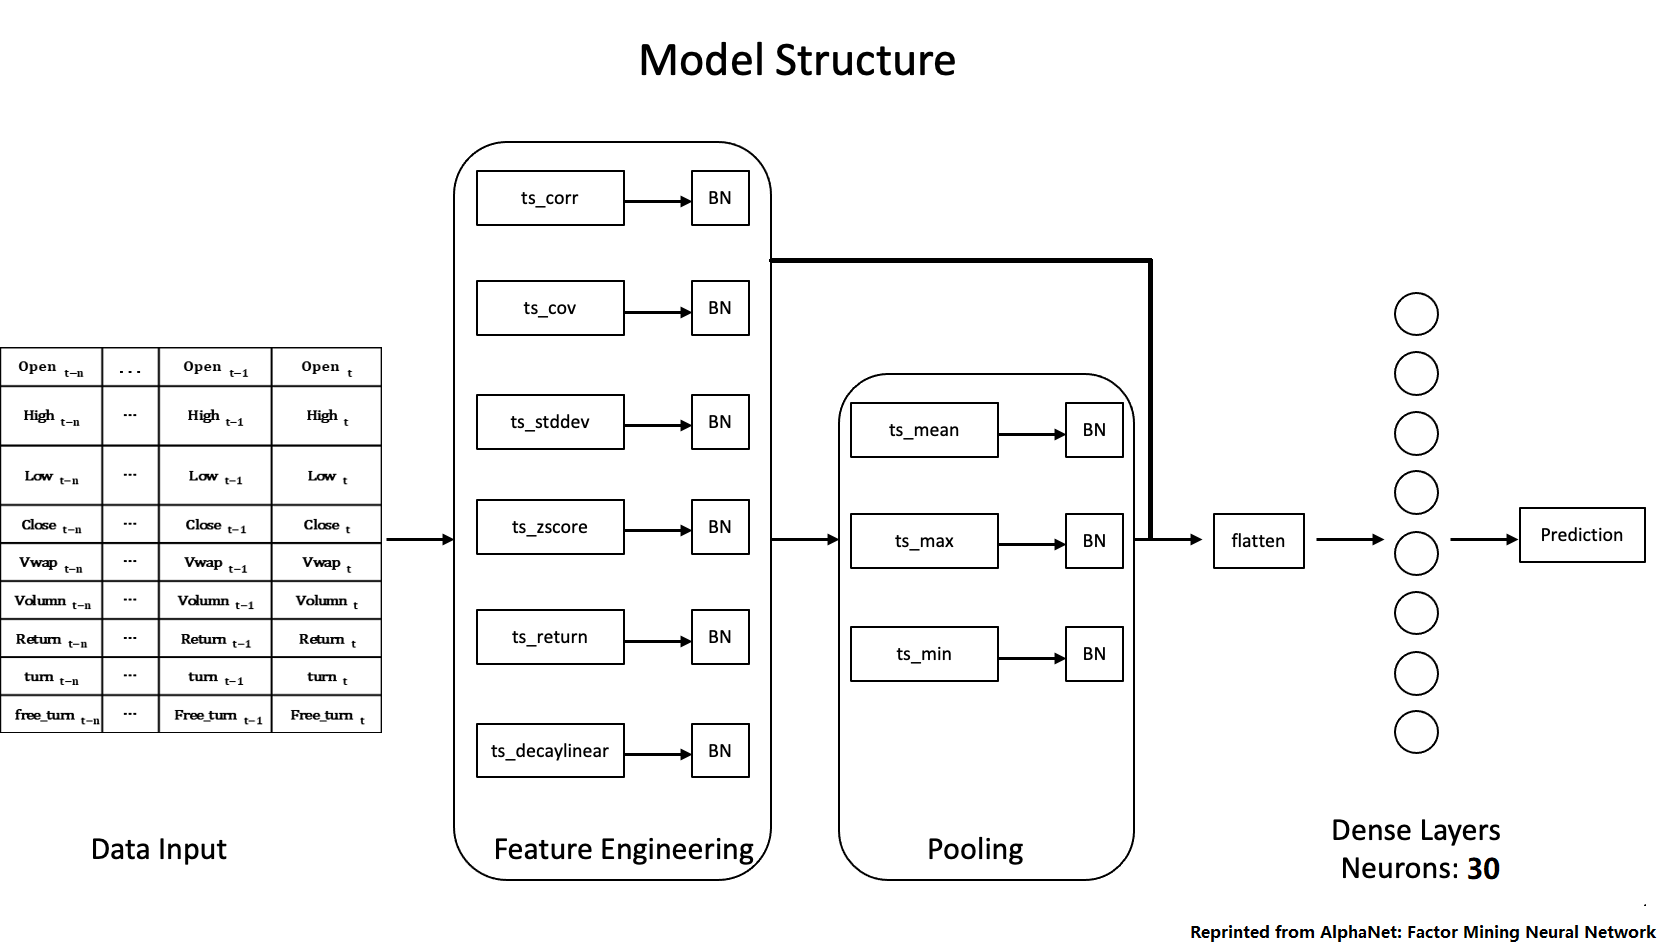 Model Structure
Open t−n ... Open t−1 Open t
High t−n ... High t−1 High t
Low t−n ... Low t−1 Low t
Close t−n ... Close t−1 Close t
Vwap t−n ... Vwap t−1 Vwap t
Volumn t−n ... Volumn t−1 Volumn t
Return t−n ... Return t−1 Return t
turn t−n ... turn t−1 turn t
free_turn t−n ... Free_turn t−1 Free_turn t
Data Input
ts_corr BN
ts_cov BN
ts_stddev BN
ts_zscore BN
ts_return BN
ts_decaylinear BN
Feature Engineering
ts_mean BN
ts_max BN
ts_min BN
Pooling
flatten
Dense Layers
Neurons: 30
Prediction
Reprinted from AlphaNet: Factor Mining Neural Network